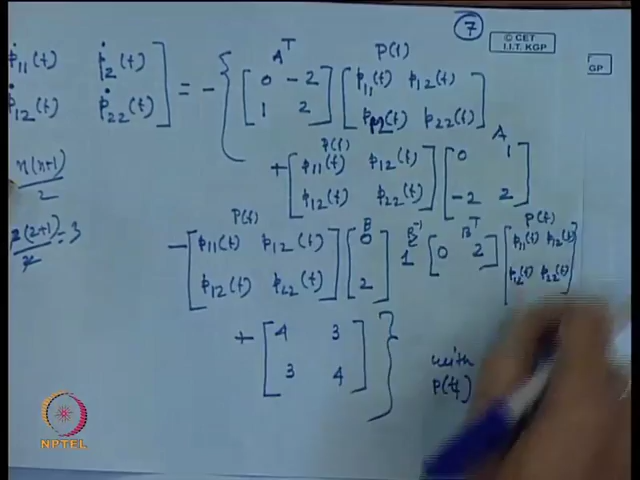 7
© CET
I.I.T. KGP
GP
A^T P(t)
ṗ11(t) ṗ2(t) ] = - { [ 0 -2 ] [ p11(t) p12(t) ]
ṗ12(t) ṗ22(t) [ 1 2 ] [ p12(t) p22(t) ]
P(t) A
+ [ p11(t) p12(t) ] [ 0 1 ]
[ p12(t) p22(t) ] [ -2 2 ]
n(n+1)
2
2(2+1) = 3
2
P(t) B B^T P(t)
- [ p11(t) p12(t) ] [ 0 ] 1 [ 0 2 ] [ p11(t) p12(t) ]
[ p12(t) p22(t) ] [ 2 ] [ p12(t) p22(t) ]
+ [ 4 3 ] }
[ 3 4 ]
with
P(tf)
NPTEL